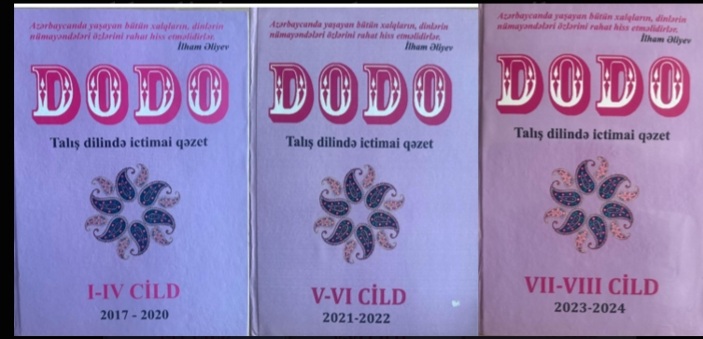 Azərbaycanda yaşayan bütün xalqların, dinlərin
nümayəndələri özlərini rahat hiss etməlidirlər.
İlham Əliyev
DODO
Talış dilində ictimai qəzet
I-IV CİLD
2017 - 2020
Azərbaycanda yaşayan bütün xalqların, dinlərin
nümayəndələri özlərini rahat hiss etməlidirlər.
İlham Əliyev
DODO
Talış dilində ictimai qəzet
V-VI CİLD
2021-2022
Azərbaycanda yaşayan bütün xalqların, dinlərin
nümayəndələri özlərini rahat hiss etməlidirlər.
İlham Əliyev
DODO
Talış dilində ictimai qəzet
VII-VIII CİLD
2023-2024